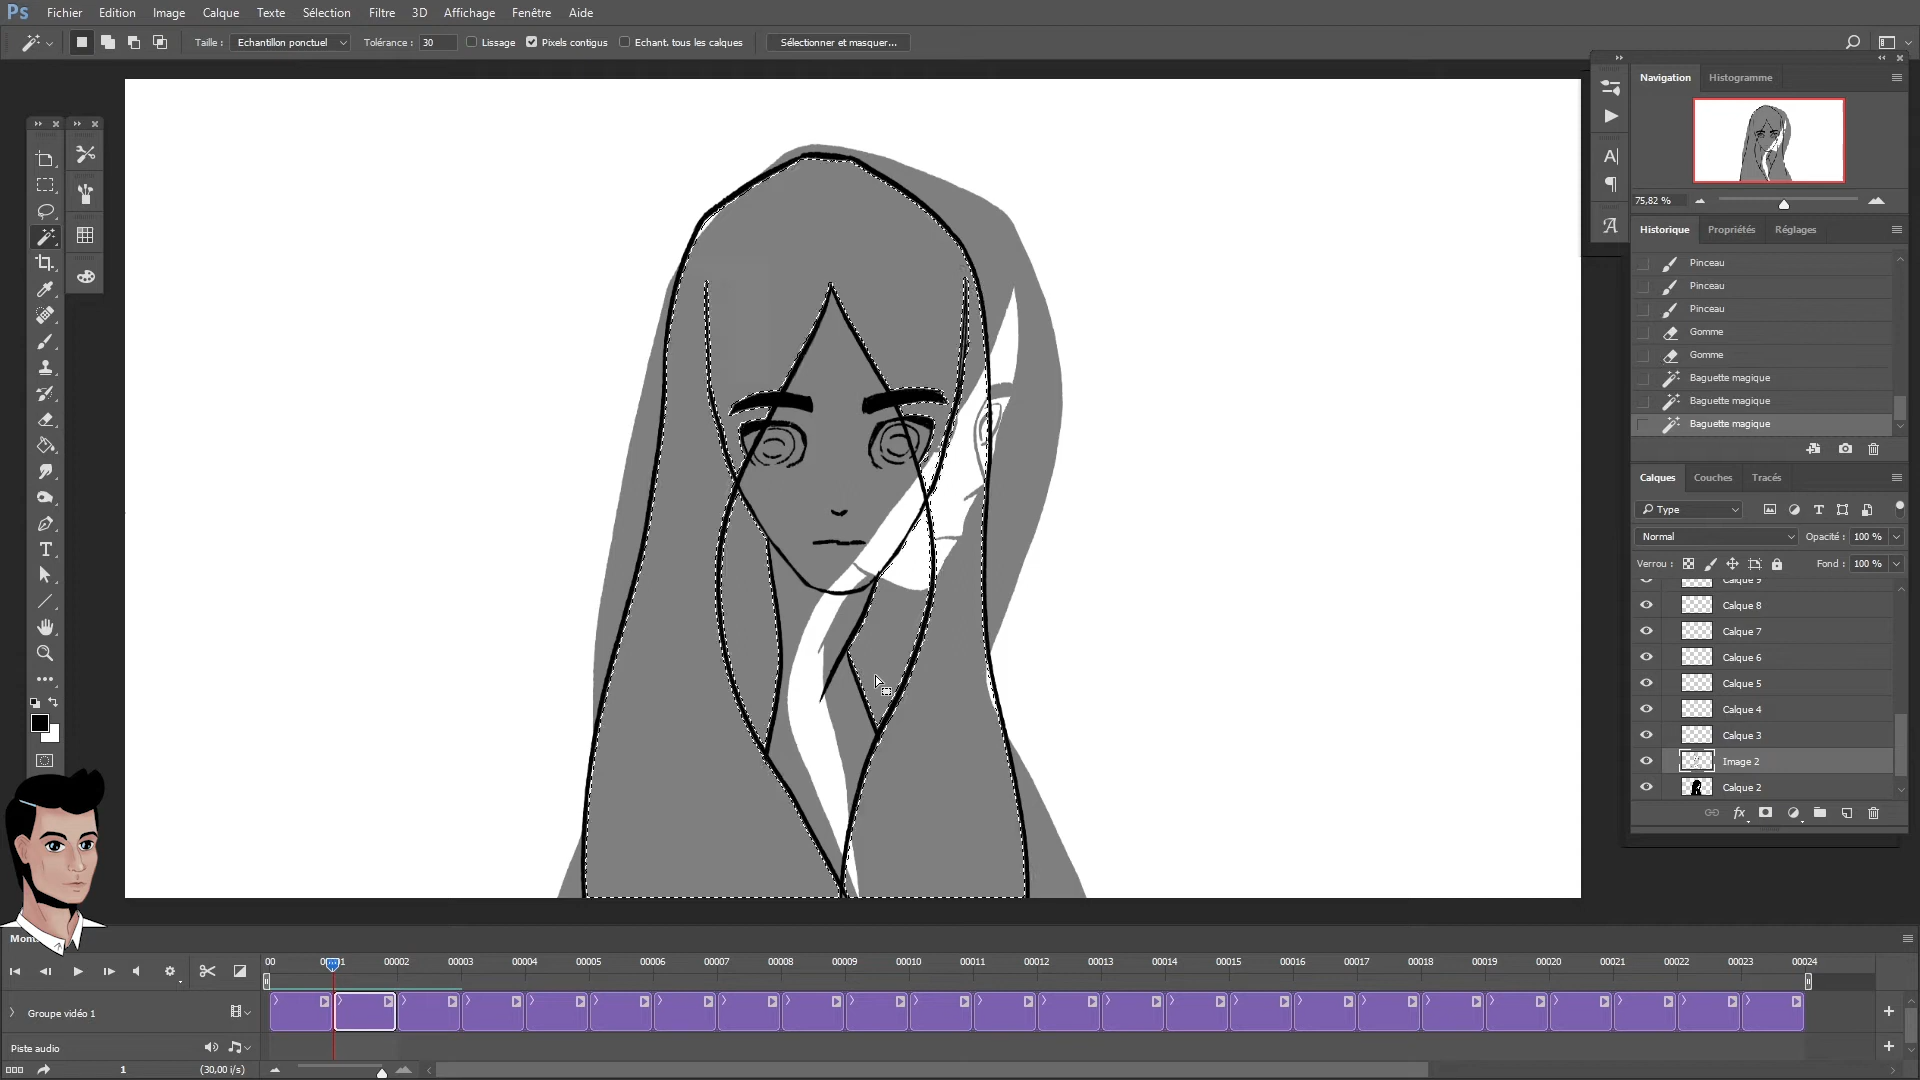 Ps Fichier Edition Image Calque Texte Sélection Filtre 3D Affichage Fenêtre Aide
Taille : Echantillon ponctuel Tolérance : 30 Lissage Pixels contigus Echant. tous les calques Sélectionner et masquer...
Navigation Histogramme
75,82 %
Historique Propriétés Réglages
Pinceau
Pinceau
Pinceau
Gomme
Gomme
Baguette magique
Baguette magique
Baguette magique
Calques Couches Tracés
Type
Normal Opacité : 100 %
Verrou : Fond : 100 %
Calque 9
Calque 8
Calque 7
Calque 6
Calque 5
Calque 4
Calque 3
Image 2
Calque 2
00 00002 00003 00004 00005 00006 00007 00008 00009 00010 00011 00012 00013 00014 00015 00016 00017 00018 00019 00020 00021 00022 00023 00024
Groupe vidéo 1
Piste audio
1 (30,00 i/s)